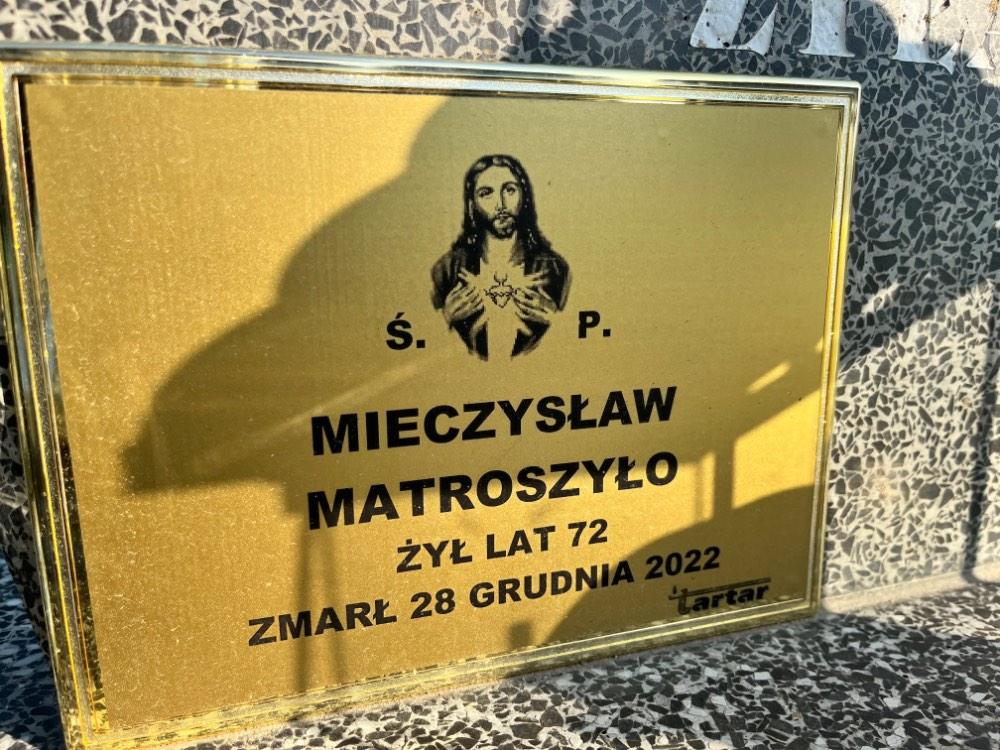 Ś. P.
MIECZYSŁAW
MATROSZYŁO
ŻYŁ LAT 72
ZMARŁ 28 GRUDNIA 2022
tartar